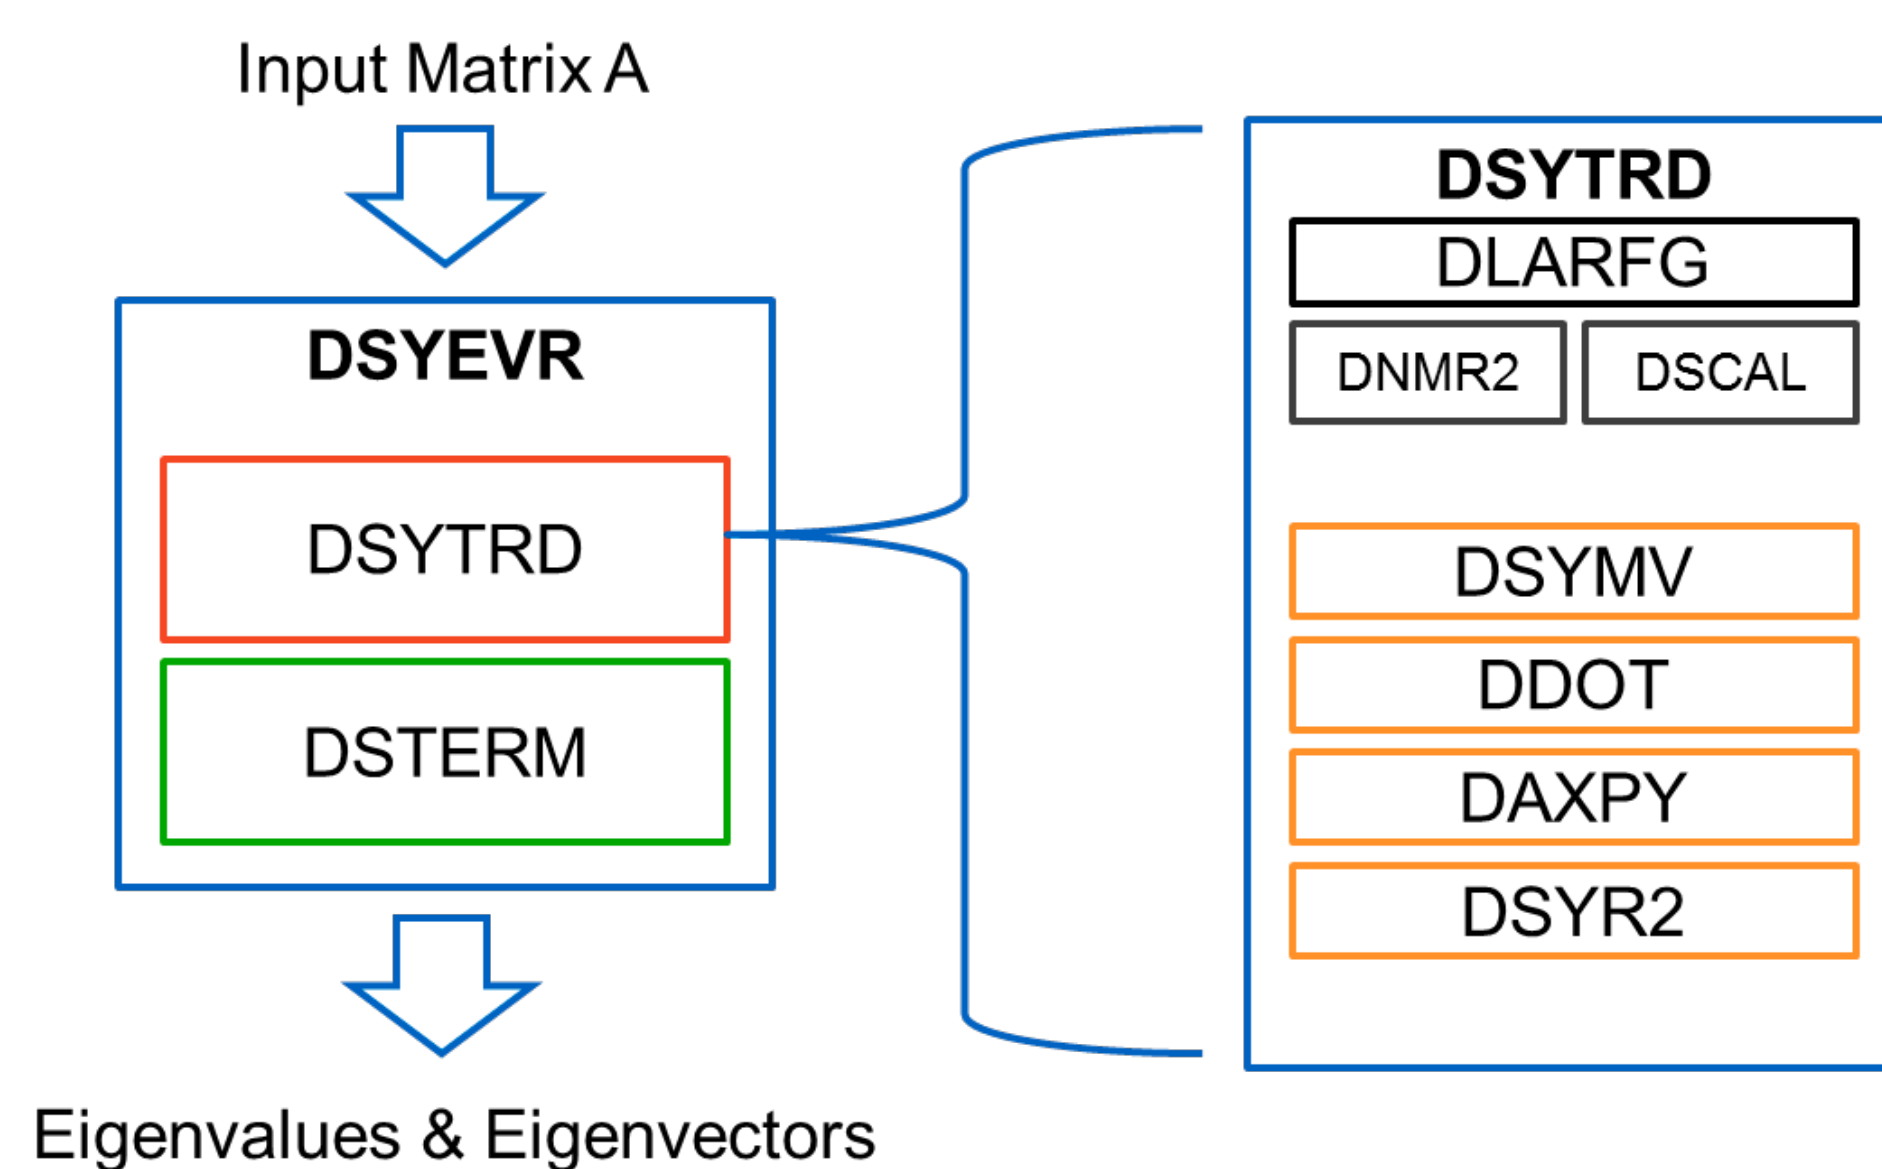 Input Matrix A
DSYEVR
DSYTRD
DSTERM
Eigenvalues & Eigenvectors
DSYTRD
DLARFG
DNMR2 DSCAL
DSYMV
DDOT
DAXPY
DSYR2